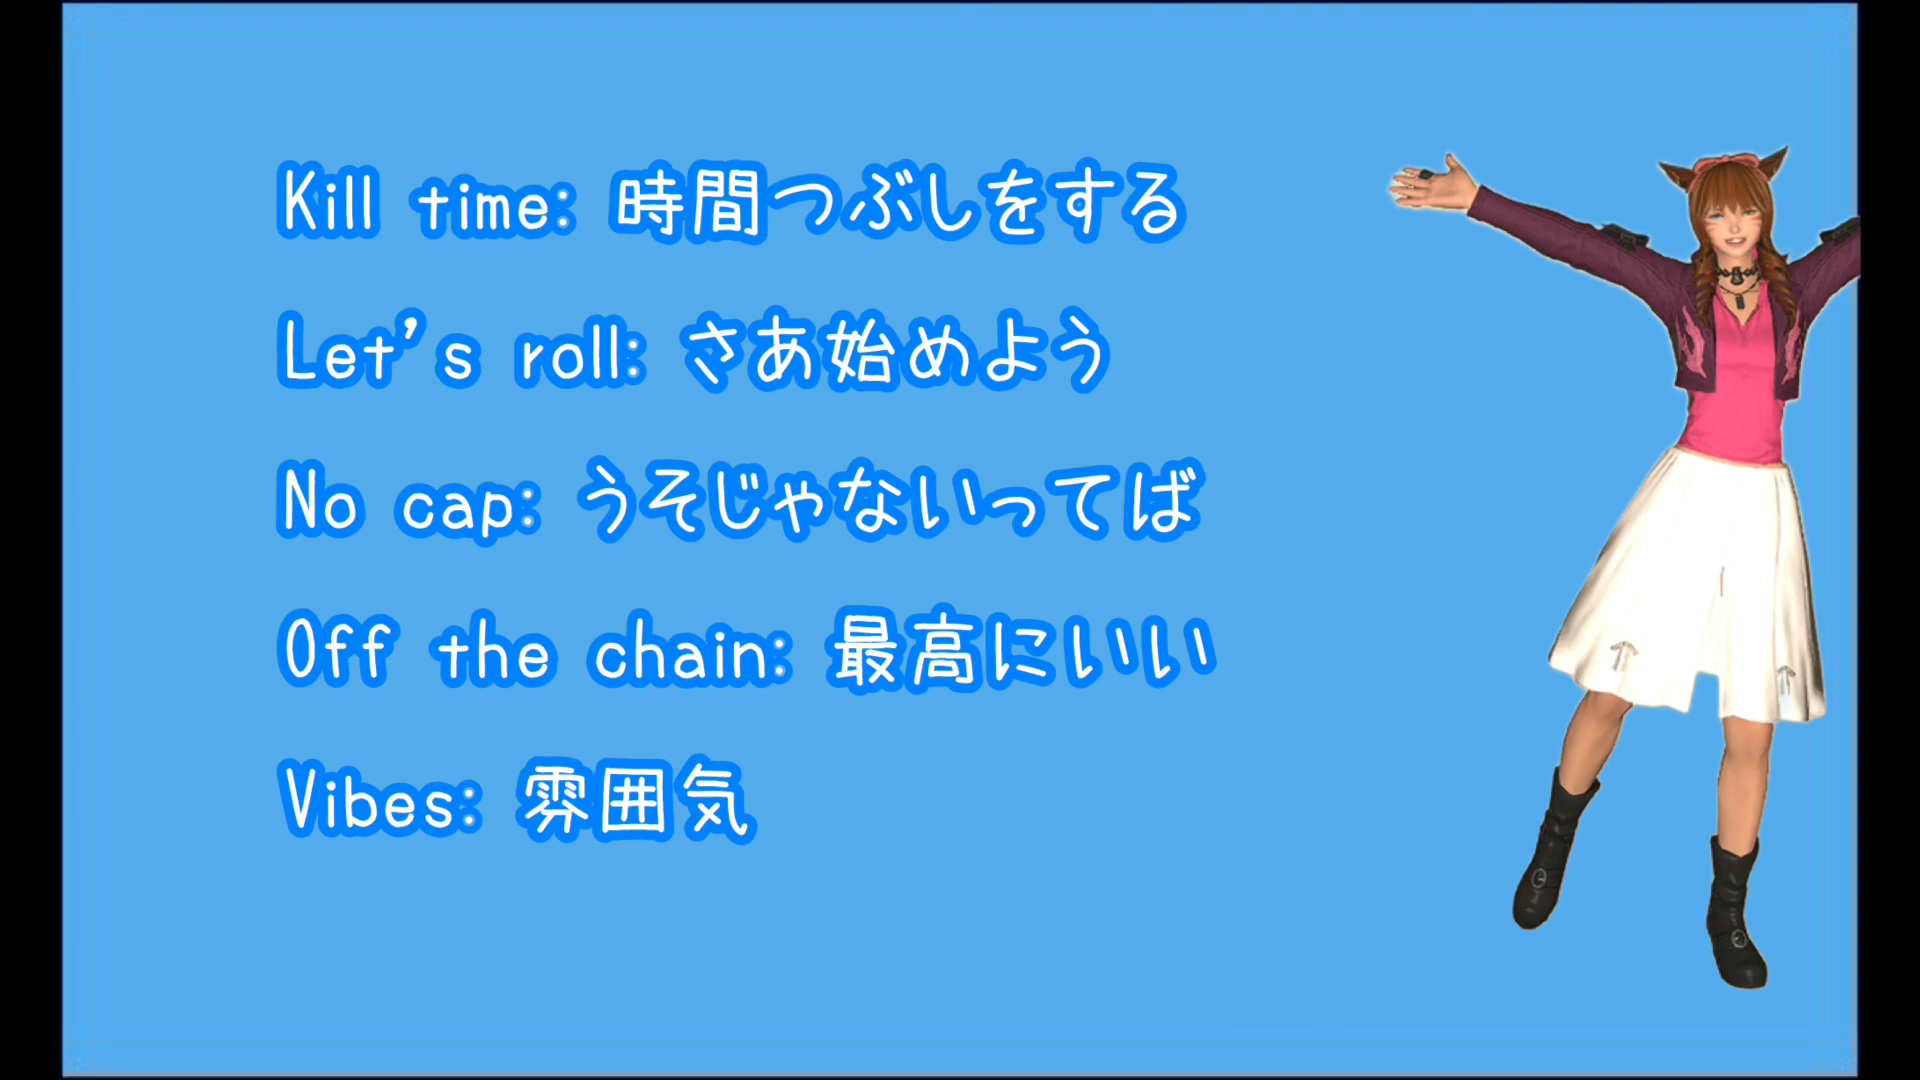 Kill time: 時間つぶしをする
Let's roll: さあ始めよう
No cap: うそじゃないってば
Off the chain: 最高にいい
Vibes: 雰囲気